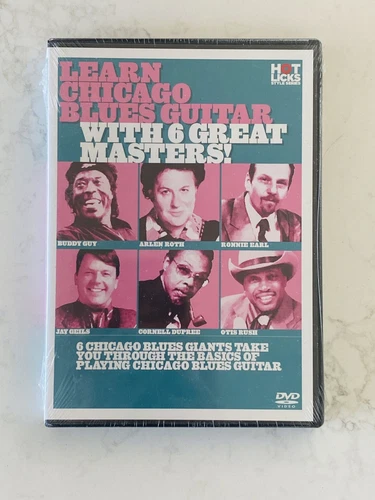 LEARN
CHICAGO
BLUES GUITAR
WITH 6 GREAT
MASTERS!
HOT
LICKS
STYLE SERIES
BUDDY GUY
ARLEN ROTH
RONNIE EARL
JAY GEILS
CORNELL DUPREE
OTIS RUSH
6 CHICAGO BLUES GIANTS TAKE
YOU THROUGH THE BASICS OF
PLAYING CHICAGO BLUES GUITAR
DVD
VIDEO